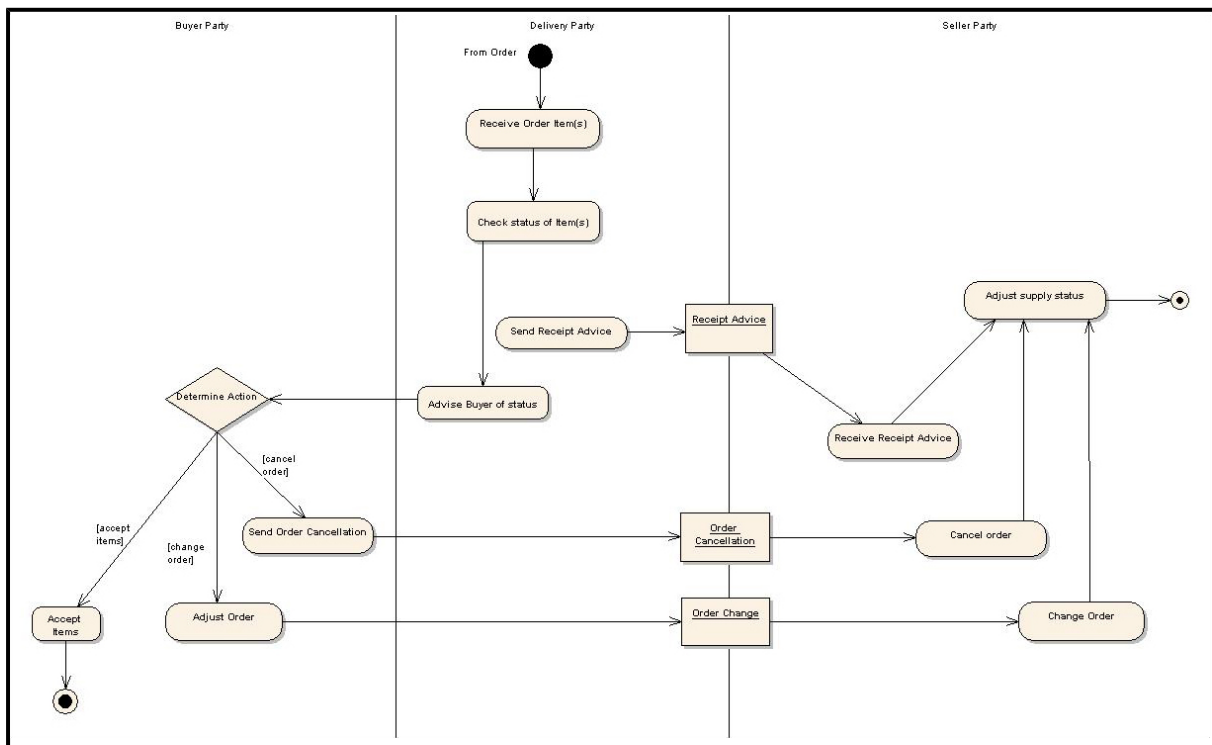 Buyer Party
Delivery Party
Seller Party
From Order
Receive Order Item(s)
Check status of Item(s)
Adjust supply status
Send Receipt Advice
Receipt Advice
Determine Action
Advise Buyer of status
Receive Receipt Advice
[cancel
order]
[accept
items]
[change
order]
Send Order Cancellation
Order
Cancellation
Cancel order
Accept
Items
Adjust Order
Order Change
Change Order